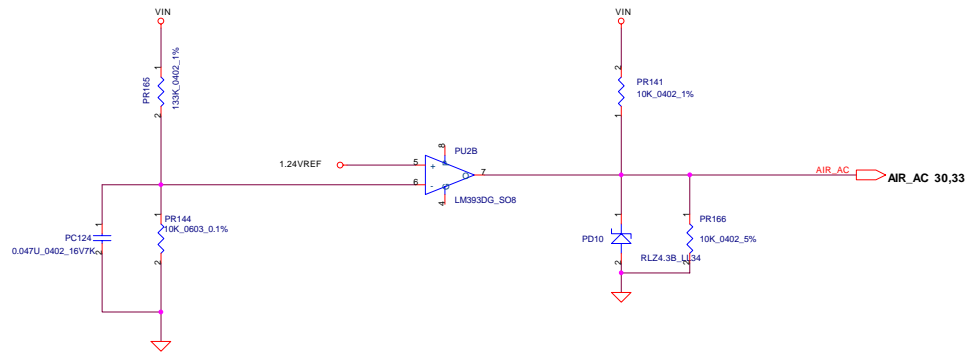 VIN
VIN
1
PR165
133K_0402_1%
2
2
PR141
10K_0402_1%
1
1.24VREF
5
+
8
PU2B
7
6
-
O
4
LM393DG_SO8
AIR_AC
AIR_AC 30,33
1
PC124
0.047U_0402_16V7K
2
1
PR144
10K_0603_0.1%
2
1
PD10
2
RLZ4.3B_LL34
1
PR166
10K_0402_5%
2